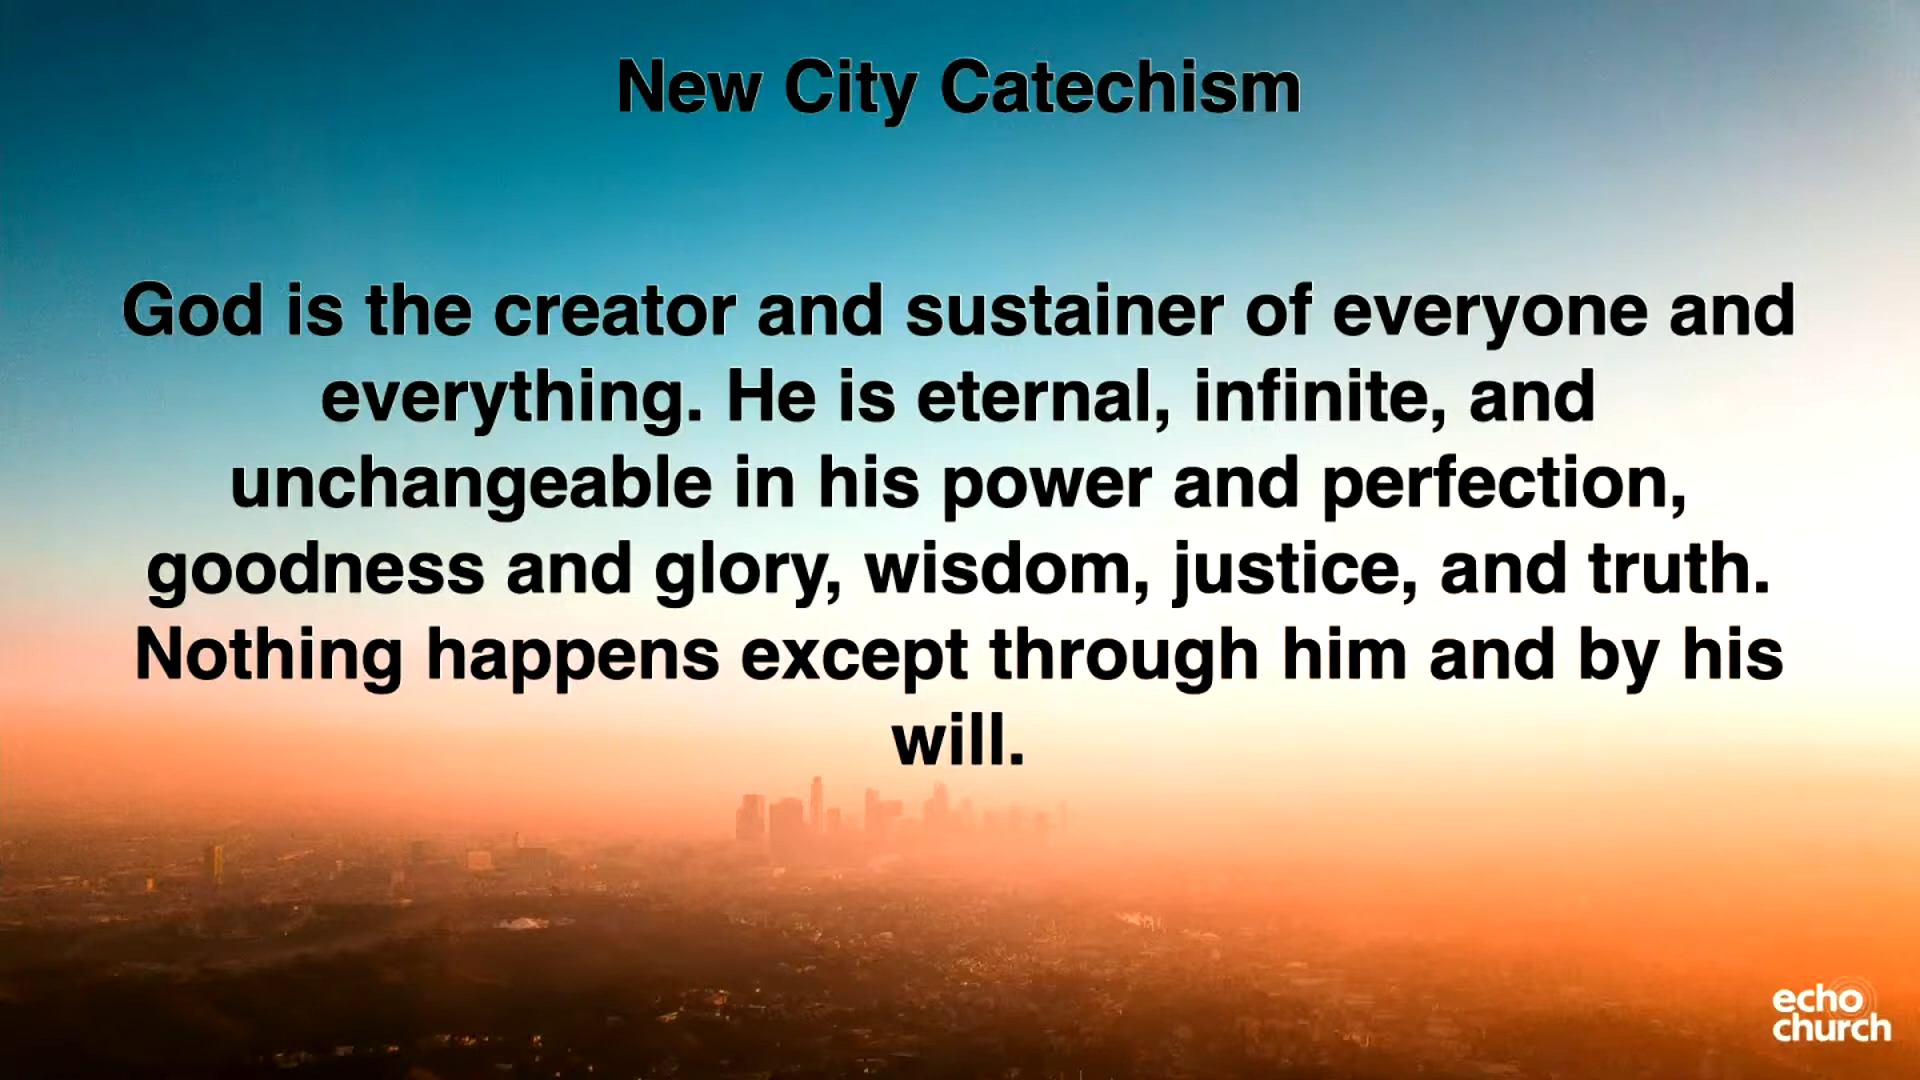 New City Catechism
God is the creator and sustainer of everyone and
everything. He is eternal, infinite, and
unchangeable in his power and perfection,
goodness and glory, wisdom, justice, and truth.
Nothing happens except through him and by his
will.
echo
church